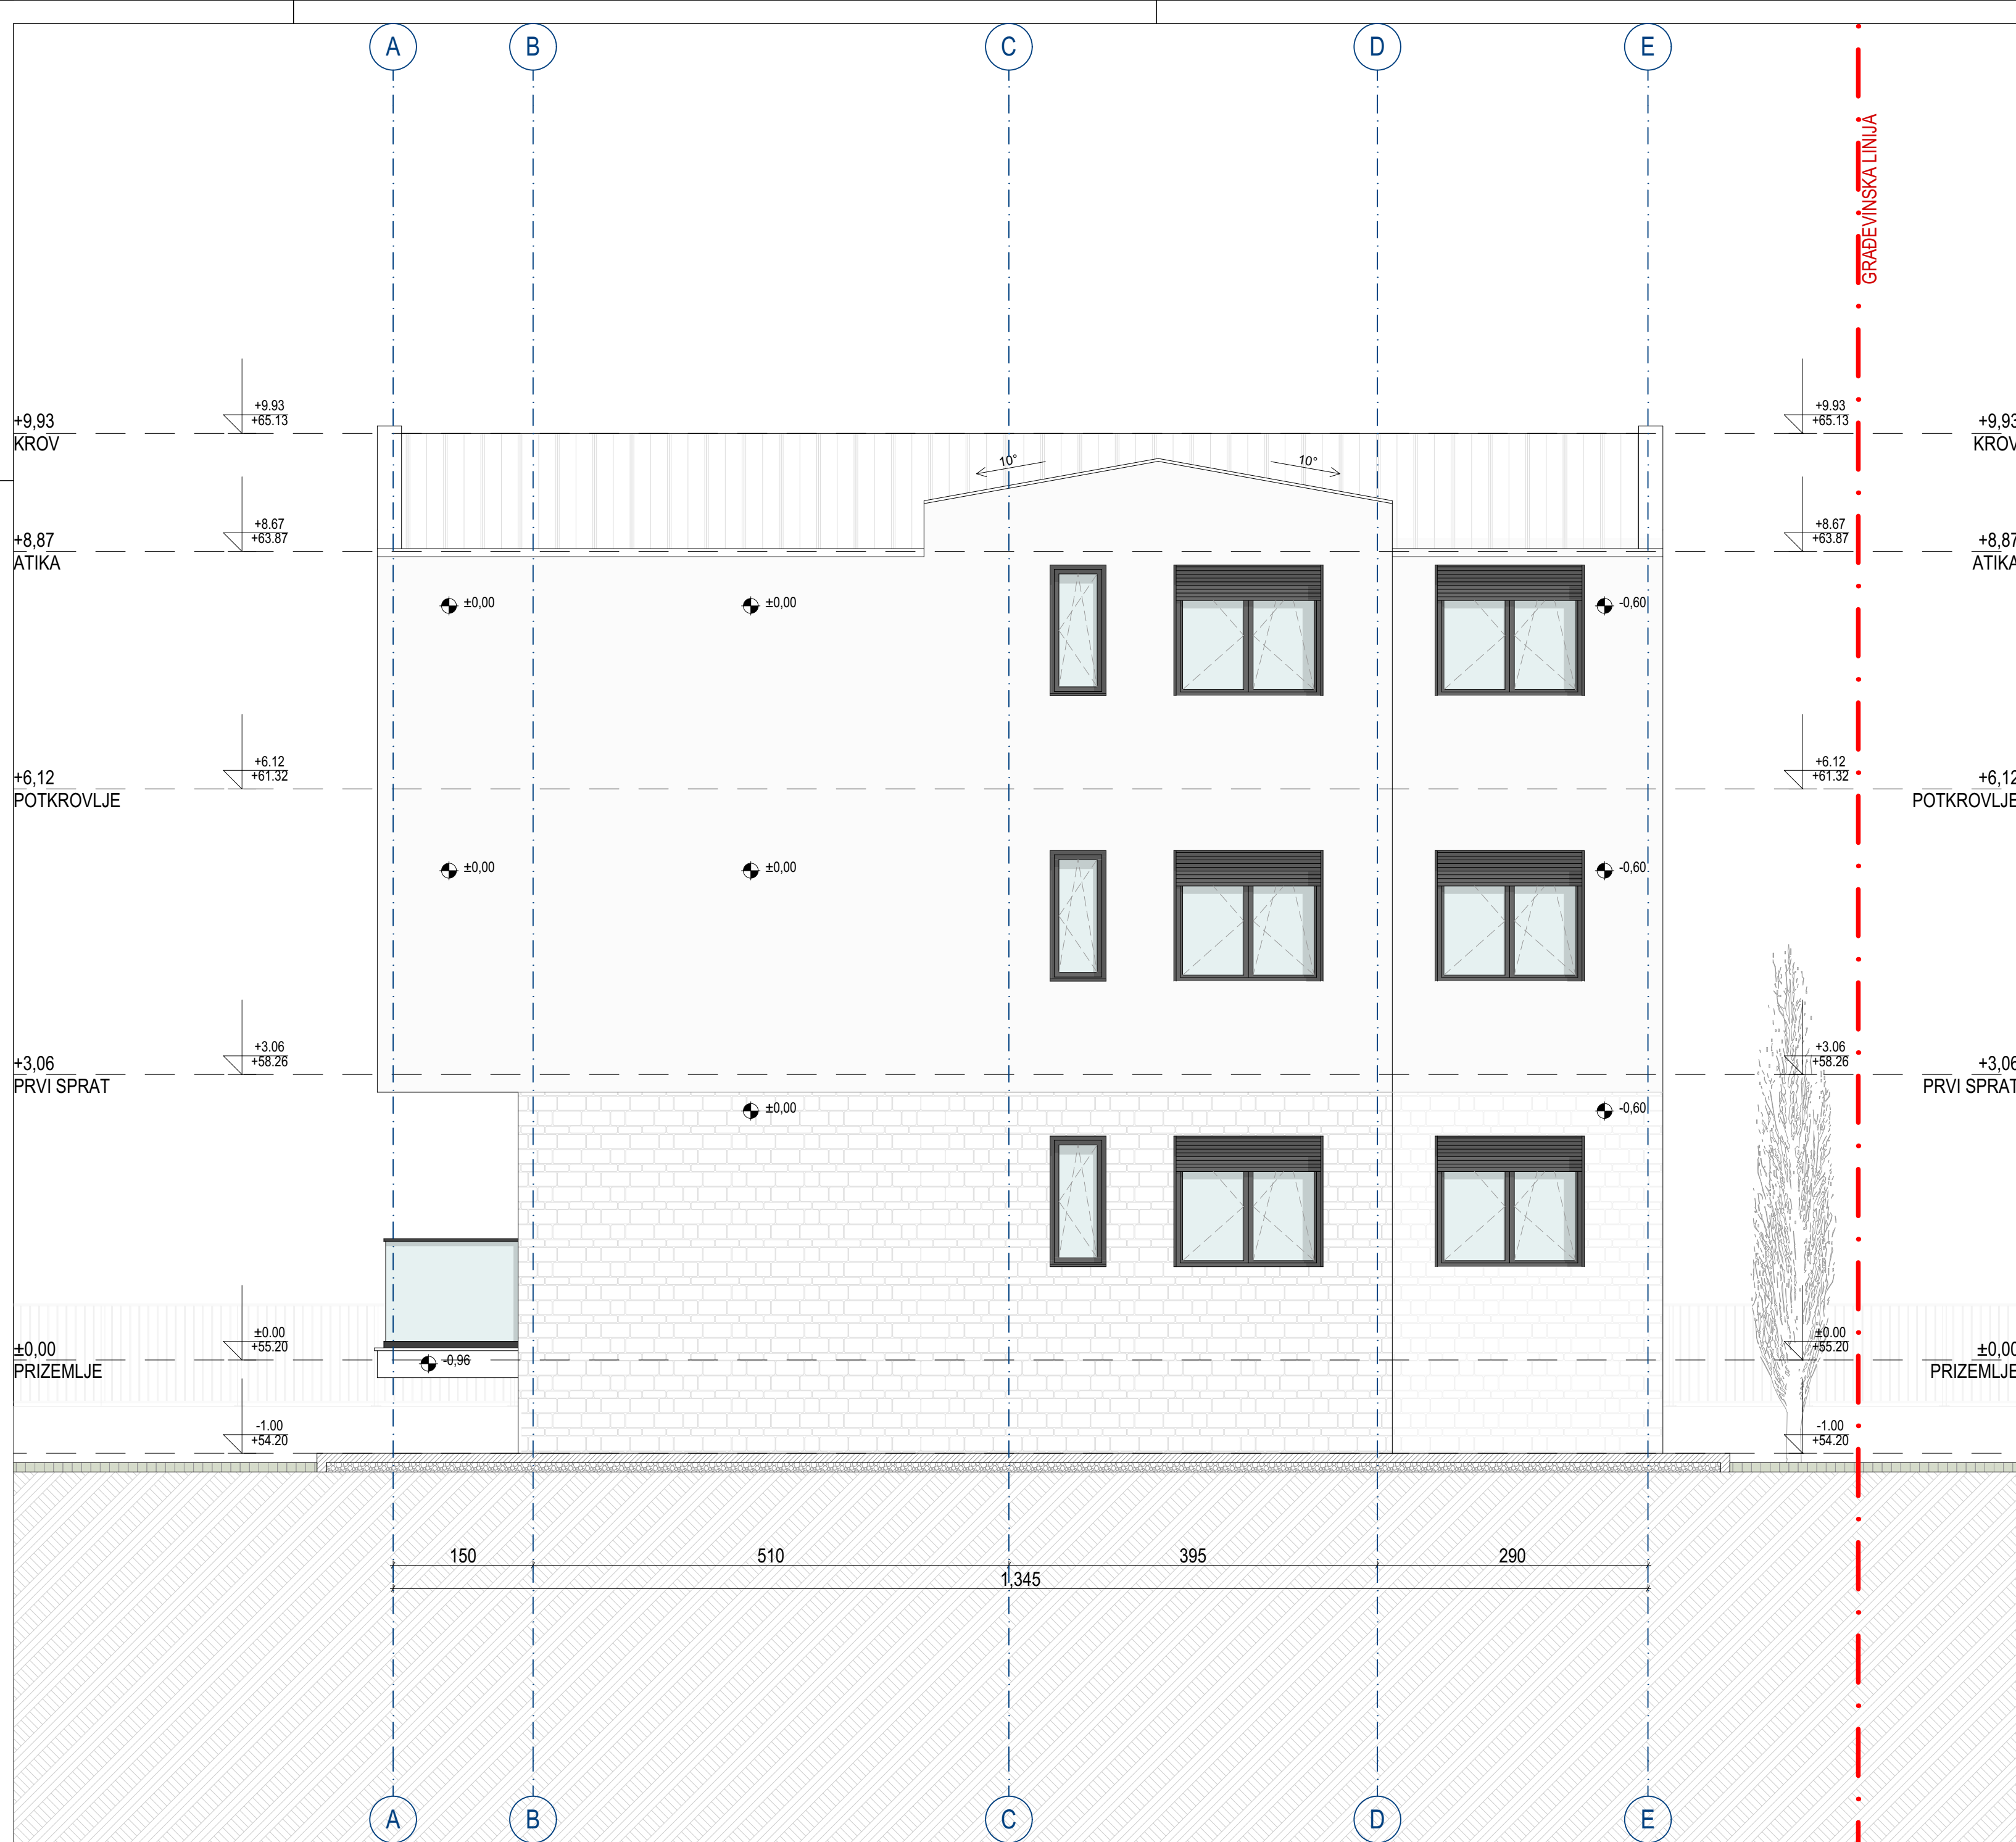 A B C D E
GRAĐEVINSKA LINIJA
+9,93
KROV
+9.93
+65.13
+9.93
+65.13
+9,93
KROV
10° 10°
+8,87
ATIKA
+8.67
+63.87
+8.67
+63.87
+8,87
ATIKA
±0,00 ±0,00 -0,60
+6,12
POTKROVLJE
+6.12
+61.32
+6.12
+61.32
+6,12
POTKROVLJE
±0,00 ±0,00 -0,60
+3,06
PRVI SPRAT
+3.06
+58.26
+3.06
+58.26
+3,06
PRVI SPRAT
±0,00 -0,60
±0,00
PRIZEMLJE
±0.00
+55.20
-0,96
±0.00
+55.20
±0,00
PRIZEMLJE
-1.00
+54.20
-1.00
+54.20
150 510 395 290
1,345
A B C D E